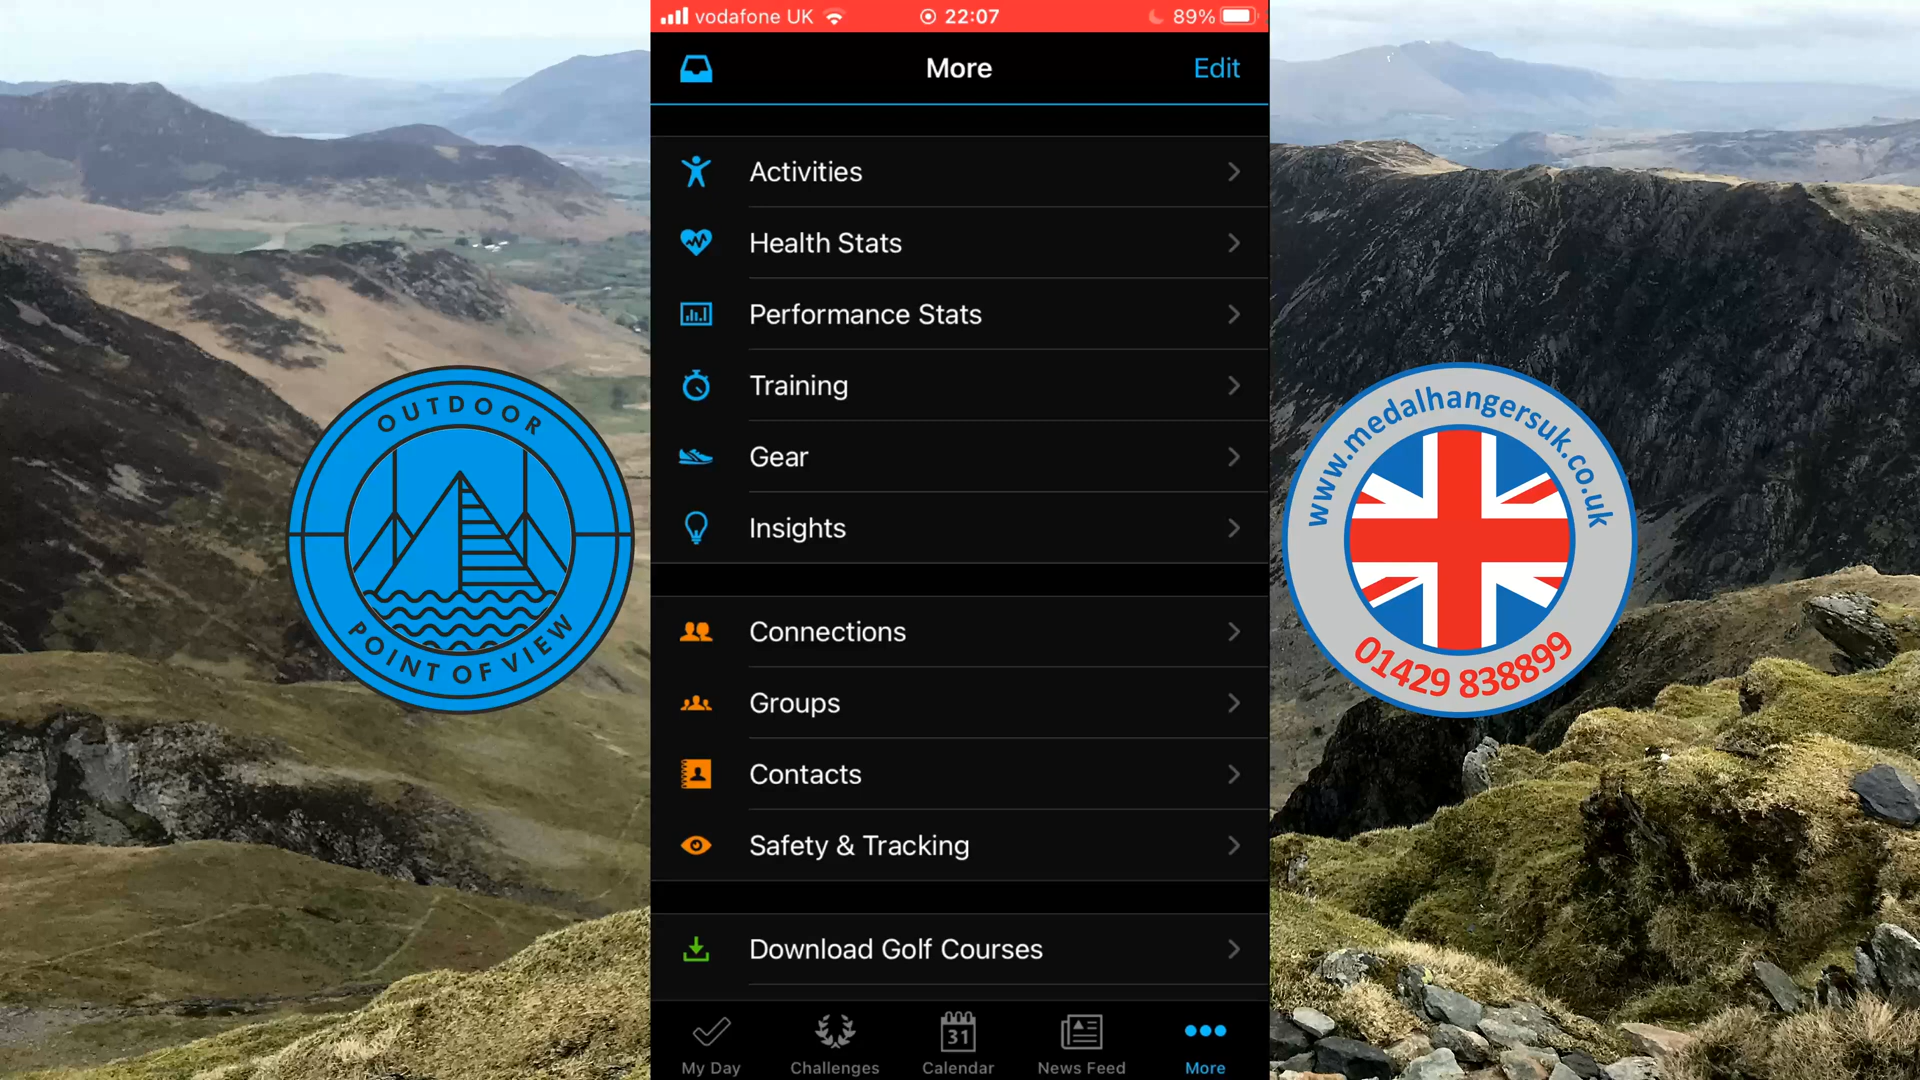 vodafone UK
22:07
89%
More
Edit
Activities
Health Stats
Performance Stats
Training
Gear
Insights
Connections
Groups
Contacts
Safety & Tracking
Download Golf Courses
My Day
Challenges
31
Calendar
News Feed
More
OUTDOOR
POINT OF VIEW
www.medalhangersuk.co.uk
01429 838899